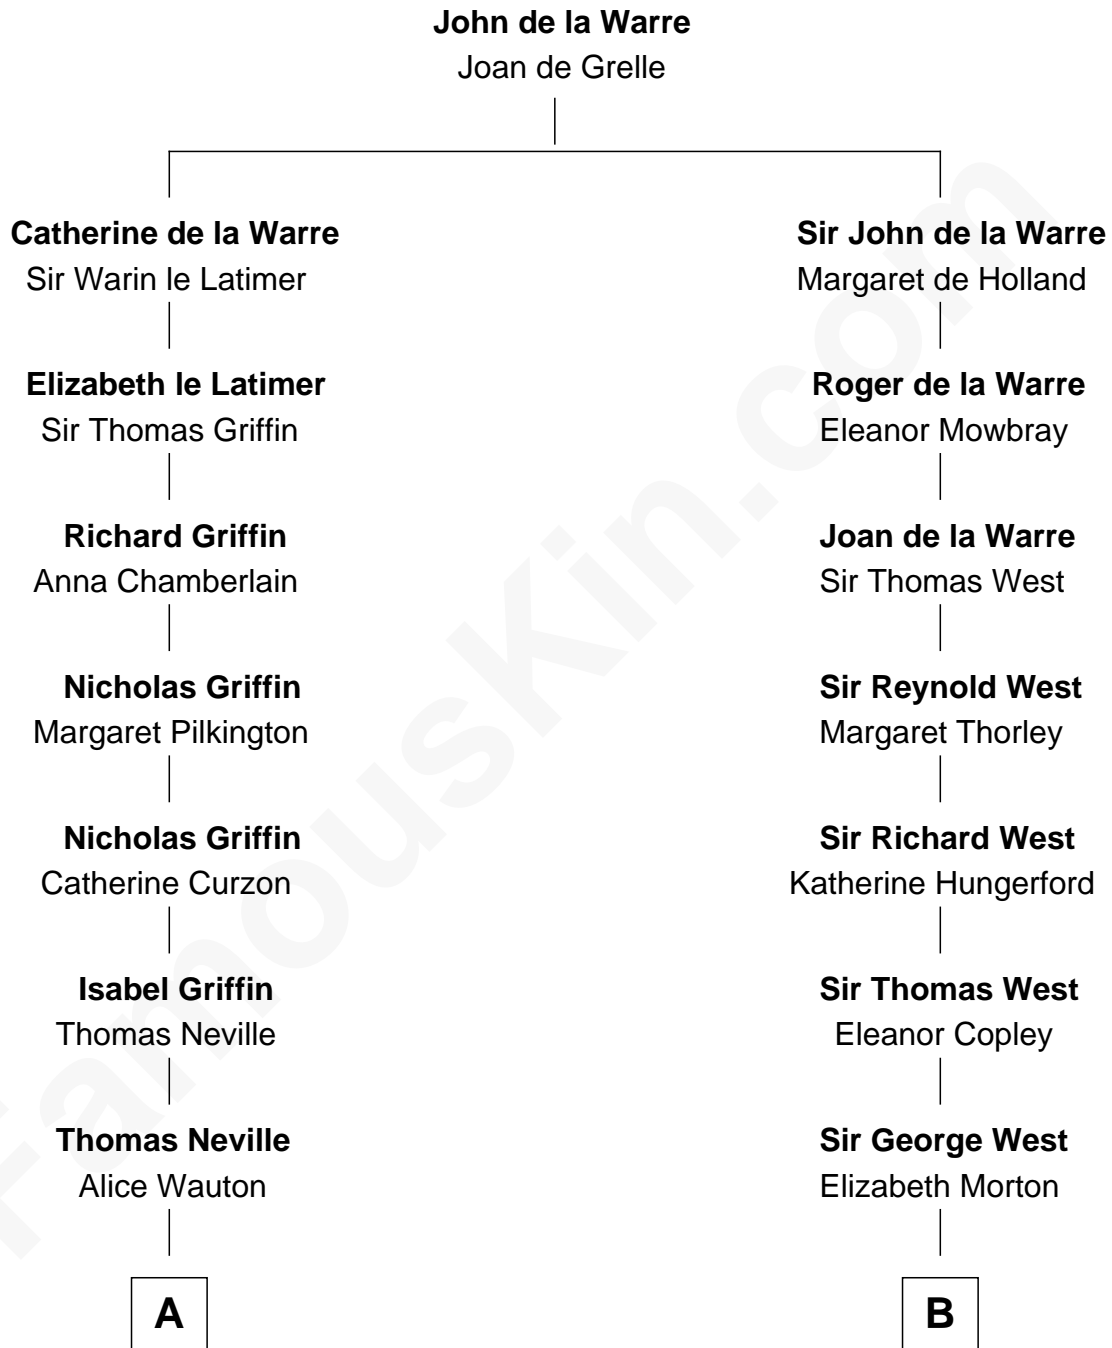 John de la Warre
Joan de Grelle
Catherine de la Warre
Sir Warin le Latimer
Sir John de la Warre
Margaret de Holland
Elizabeth le Latimer
Sir Thomas Griffin
Roger de la Warre
Eleanor Mowbray
Richard Griffin
Anna Chamberlain
Joan de la Warre
Sir Thomas West
Nicholas Griffin
Margaret Pilkington
Sir Reynold West
Margaret Thorley
Nicholas Griffin
Catherine Curzon
Sir Richard West
Katherine Hungerford
Isabel Griffin
Thomas Neville
Sir Thomas West
Eleanor Copley
Thomas Neville
Alice Wauton
Sir George West
Elizabeth Morton
A
B
FamousKin.com